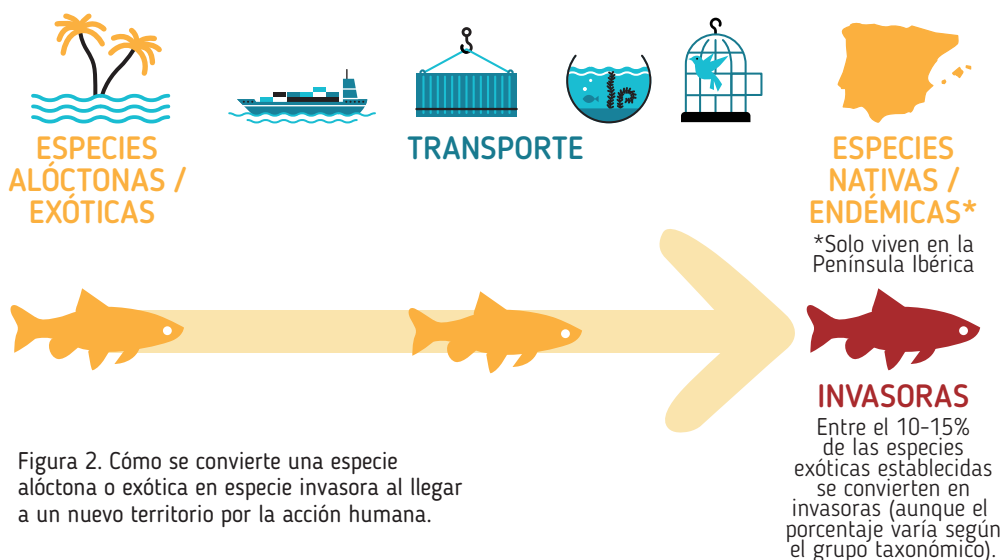 ESPECIES
ALÓCTONAS /
EXÓTICAS
TRANSPORTE
ESPECIES
NATIVAS /
ENDÉMICAS*
*Solo viven en la
Península Ibérica
INVASORAS
Entre el 10-15%
de las especies
exóticas establecidas
se convierten en
invasoras (aunque el
porcentaje varía según
el grupo taxonómico).
Figura 2. Cómo se convierte una especie
alóctona o exótica en especie invasora al llegar
a un nuevo territorio por la acción humana.